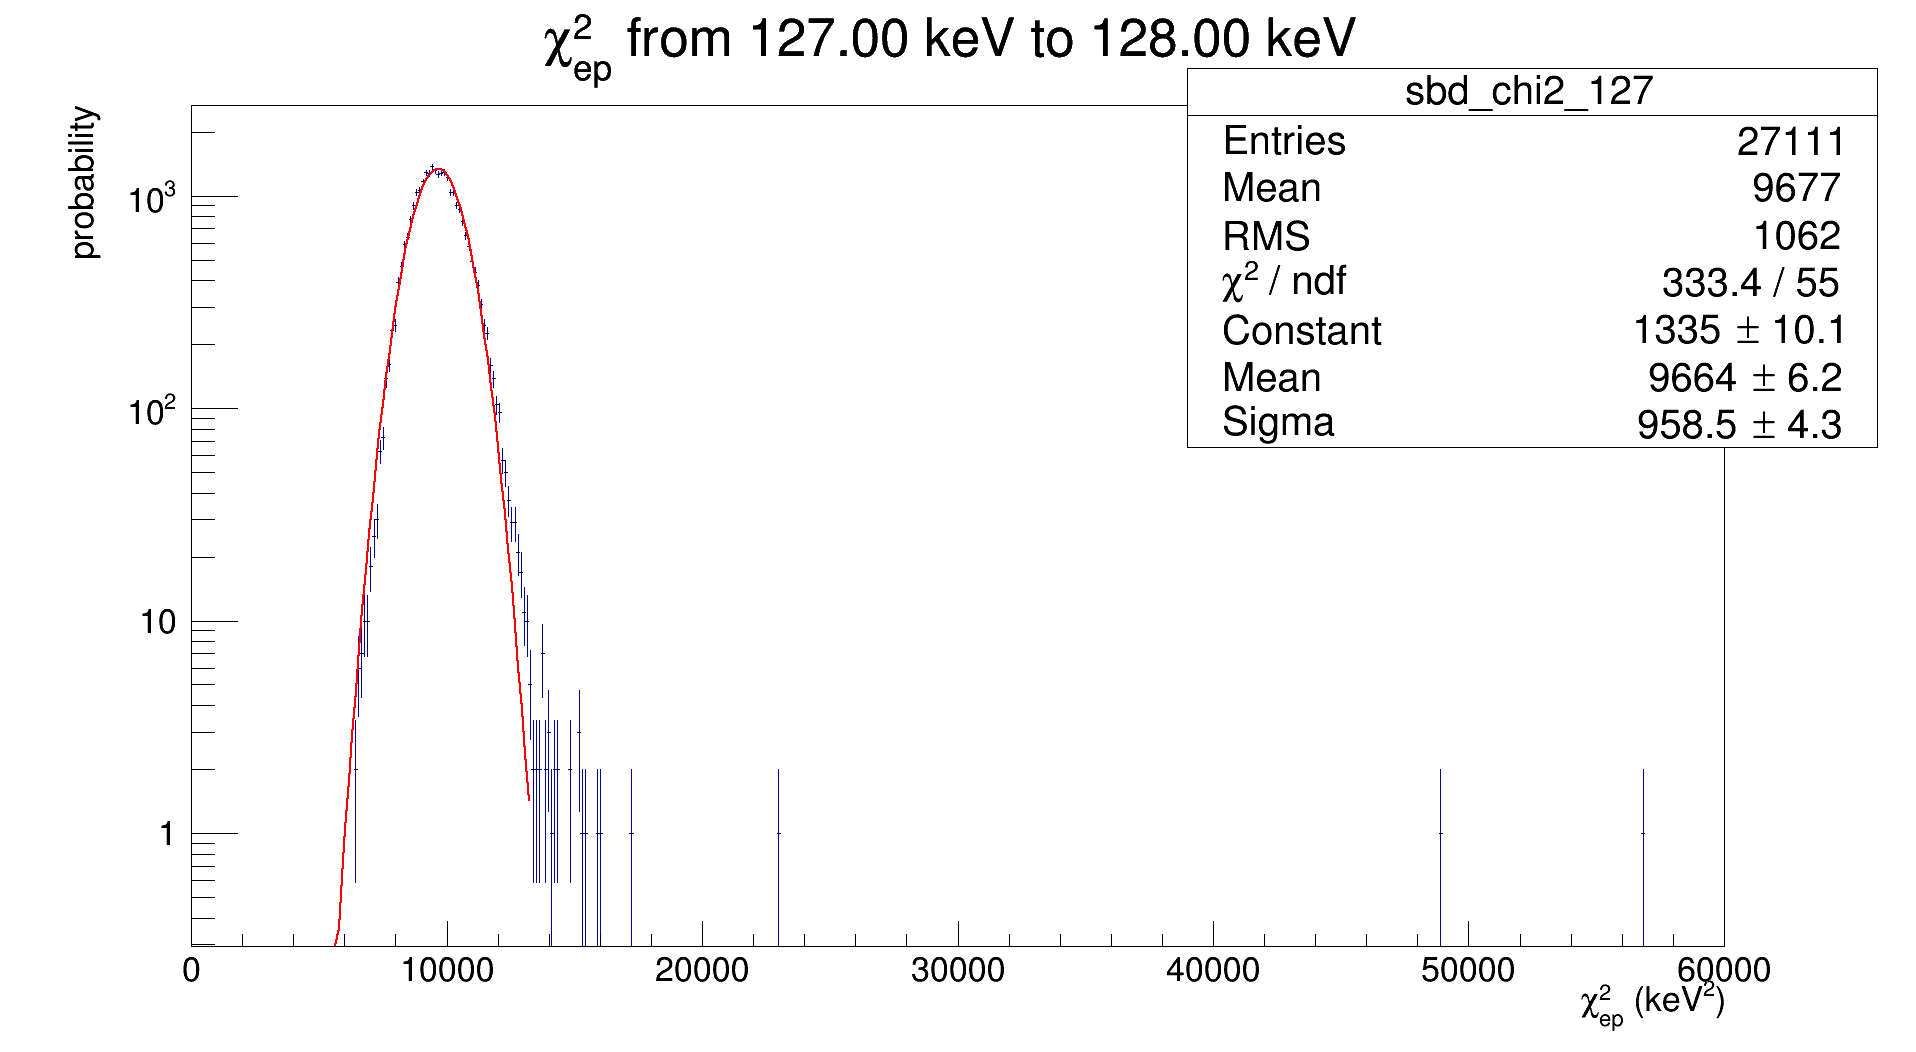 χ²ep from 127.00 keV to 128.00 keV
sbd_chi2_127
Entries 27111
Mean 9677
RMS 1062
χ² / ndf 333.4 / 55
Constant 1335 ± 10.1
Mean 9664 ± 6.2
Sigma 958.5 ± 4.3
probability
10³
10²
10
1
0 10000 20000 30000 40000 50000 60000
χ²ep (keV²)